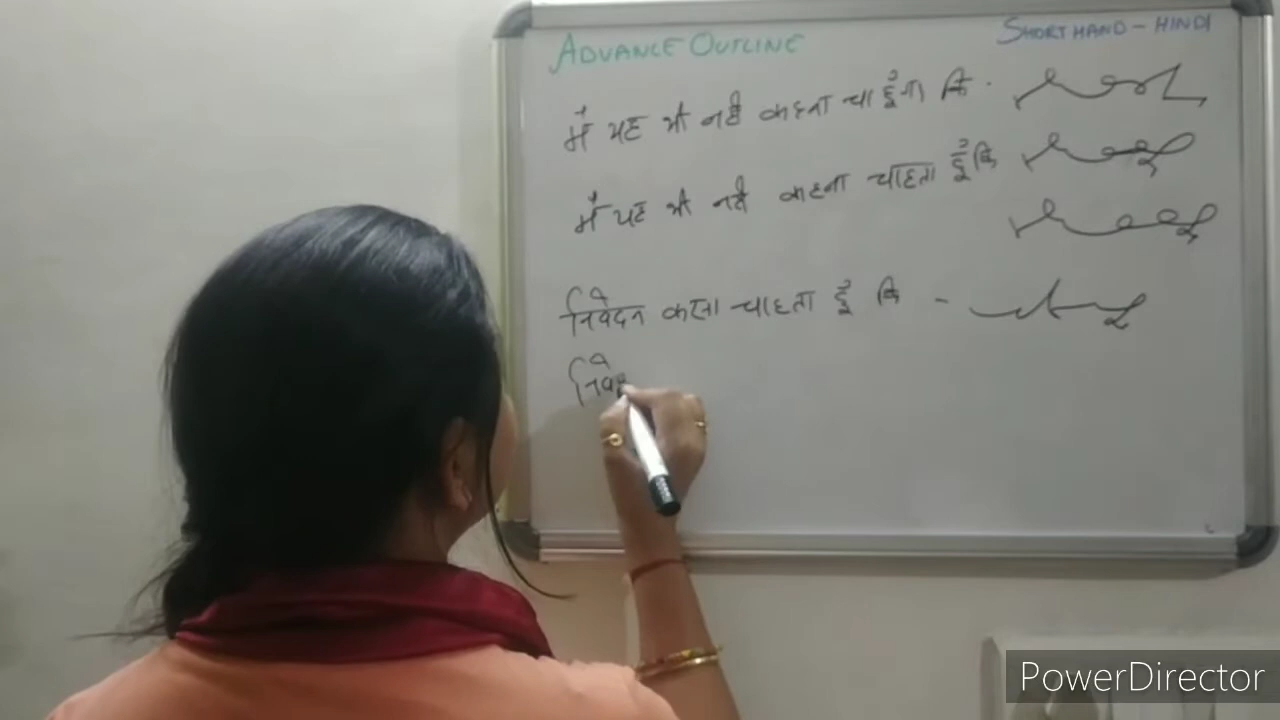 ADVANCE OUTLINE
SHORTHAND - HINDI
मैं यह भी नहीं कहना चाहूँगा कि -
मैं यह भी नहीं कहना चाहता हूँ कि
निवेदन करना चाहता हूँ कि -
निवे
PowerDirector